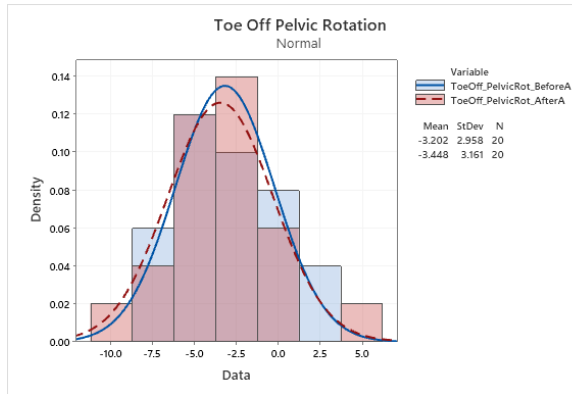 Toe Off Pelvic Rotation
Normal
Variable
ToeOff_PelvicRot_BeforeA
ToeOff_PelvicRot_AfterA
Mean StDev N
-3.202 2.958 20
-3.448 3.161 20
Density
0.14
0.12
0.10
0.08
0.06
0.04
0.02
0.00
-10.0 -7.5 -5.0 -2.5 0.0 2.5 5.0
Data